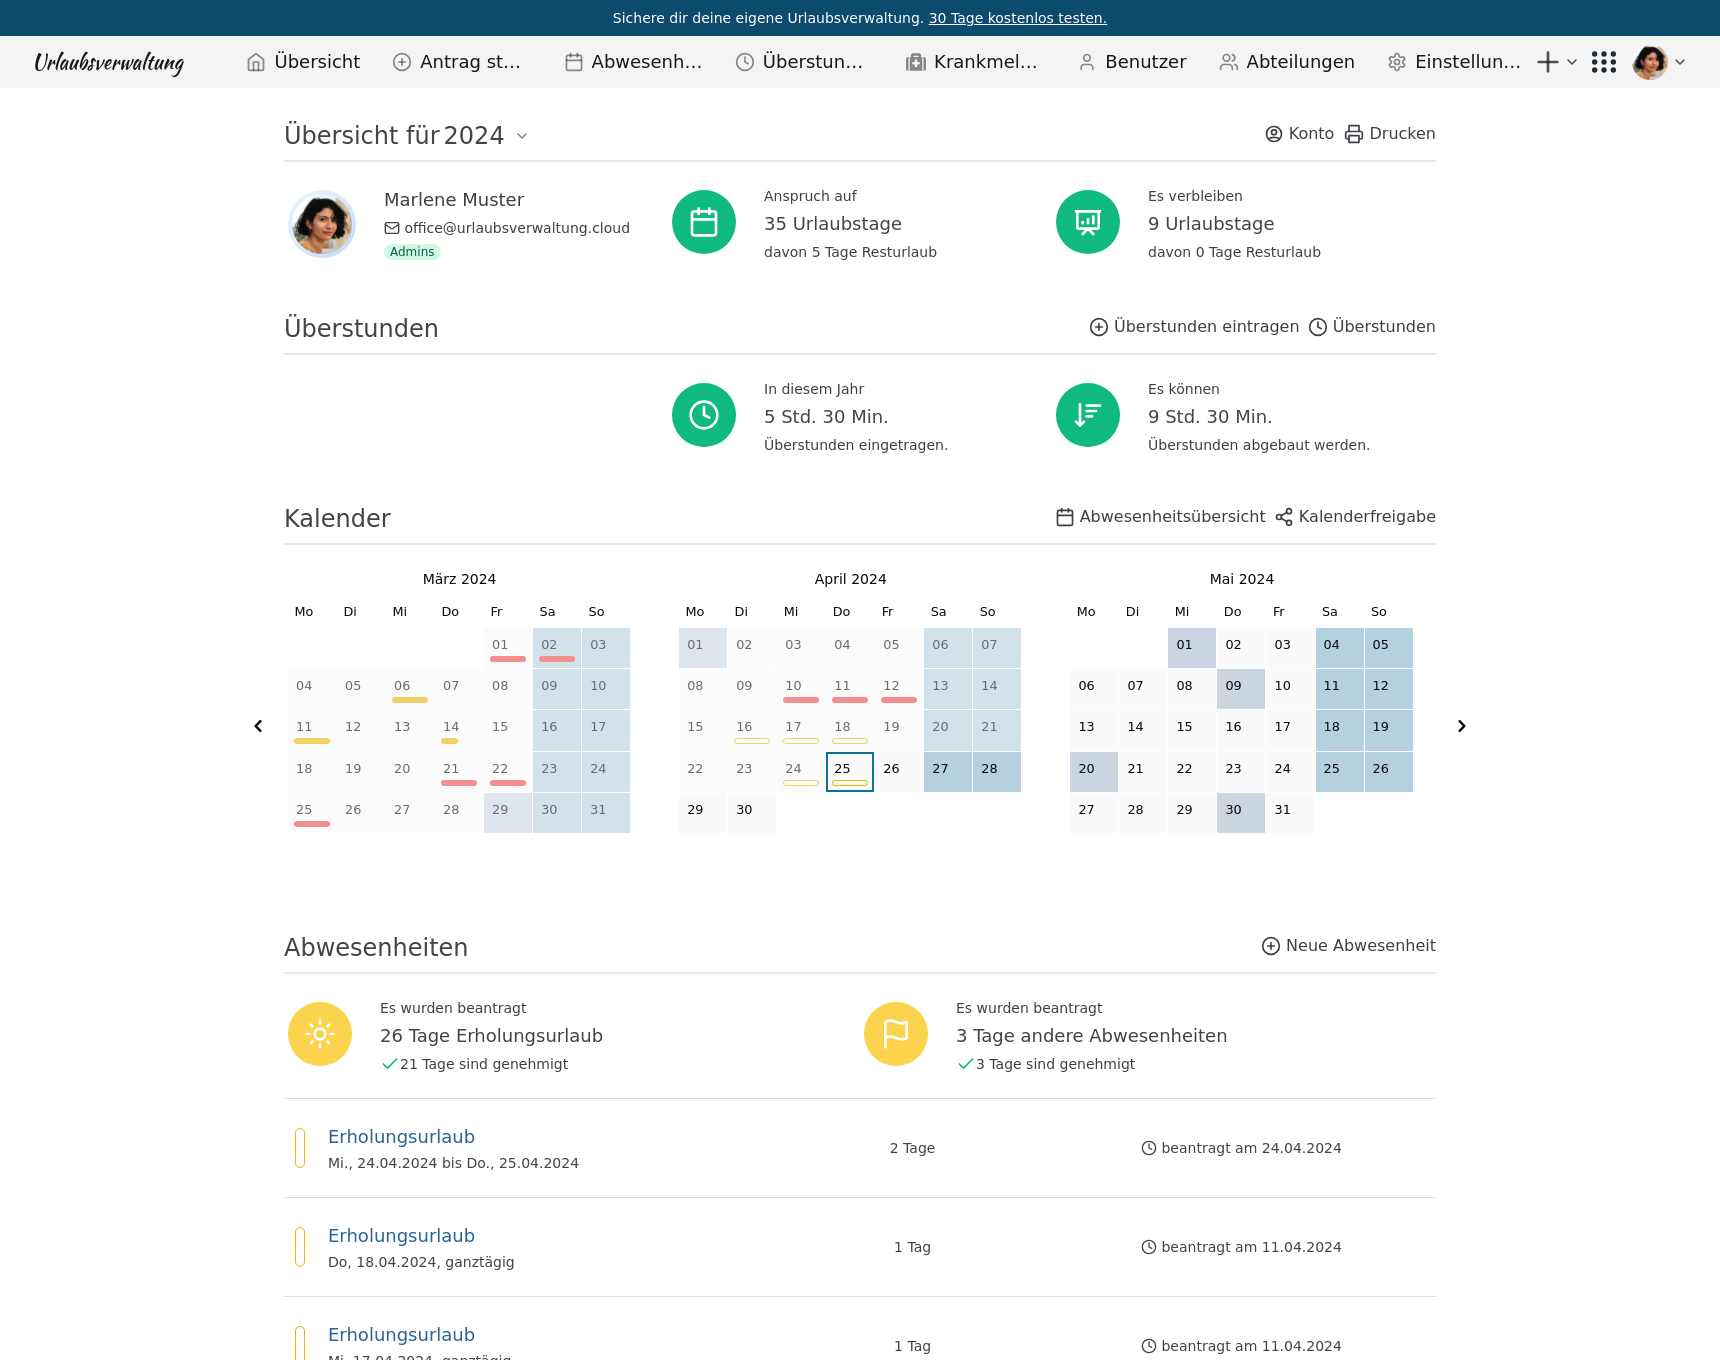 Sichere dir deine eigene Urlaubsverwaltung. 30 Tage kostenlos testen.
Urlaubsverwaltung Übersicht Antrag st… Abwesenh… Überstun… Krankmel… Benutzer Abteilungen Einstellun…
Übersicht für 2024 Konto Drucken
Marlene Muster
office@urlaubsverwaltung.cloud
Admins
Anspruch auf
35 Urlaubstage
davon 5 Tage Resturlaub
Es verbleiben
9 Urlaubstage
davon 0 Tage Resturlaub
Überstunden Überstunden eintragen Überstunden
In diesem Jahr
5 Std. 30 Min.
Überstunden eingetragen.
Es können
9 Std. 30 Min.
Überstunden abgebaut werden.
Kalender Abwesenheitsübersicht Kalenderfreigabe
März 2024
Mo Di Mi Do Fr Sa So
01 02 03
04 05 06 07 08 09 10
11 12 13 14 15 16 17
18 19 20 21 22 23 24
25 26 27 28 29 30 31
April 2024
Mo Di Mi Do Fr Sa So
01 02 03 04 05 06 07
08 09 10 11 12 13 14
15 16 17 18 19 20 21
22 23 24 25 26 27 28
29 30
Mai 2024
Mo Di Mi Do Fr Sa So
01 02 03 04 05
06 07 08 09 10 11 12
13 14 15 16 17 18 19
20 21 22 23 24 25 26
27 28 29 30 31
Abwesenheiten Neue Abwesenheit
Es wurden beantragt
26 Tage Erholungsurlaub
21 Tage sind genehmigt
Es wurden beantragt
3 Tage andere Abwesenheiten
3 Tage sind genehmigt
Erholungsurlaub
Mi., 24.04.2024 bis Do., 25.04.2024
2 Tage
beantragt am 24.04.2024
Erholungsurlaub
Do, 18.04.2024, ganztägig
1 Tag
beantragt am 11.04.2024
Erholungsurlaub
Mi, 17.04.2024, ganztägig
1 Tag
beantragt am 11.04.2024